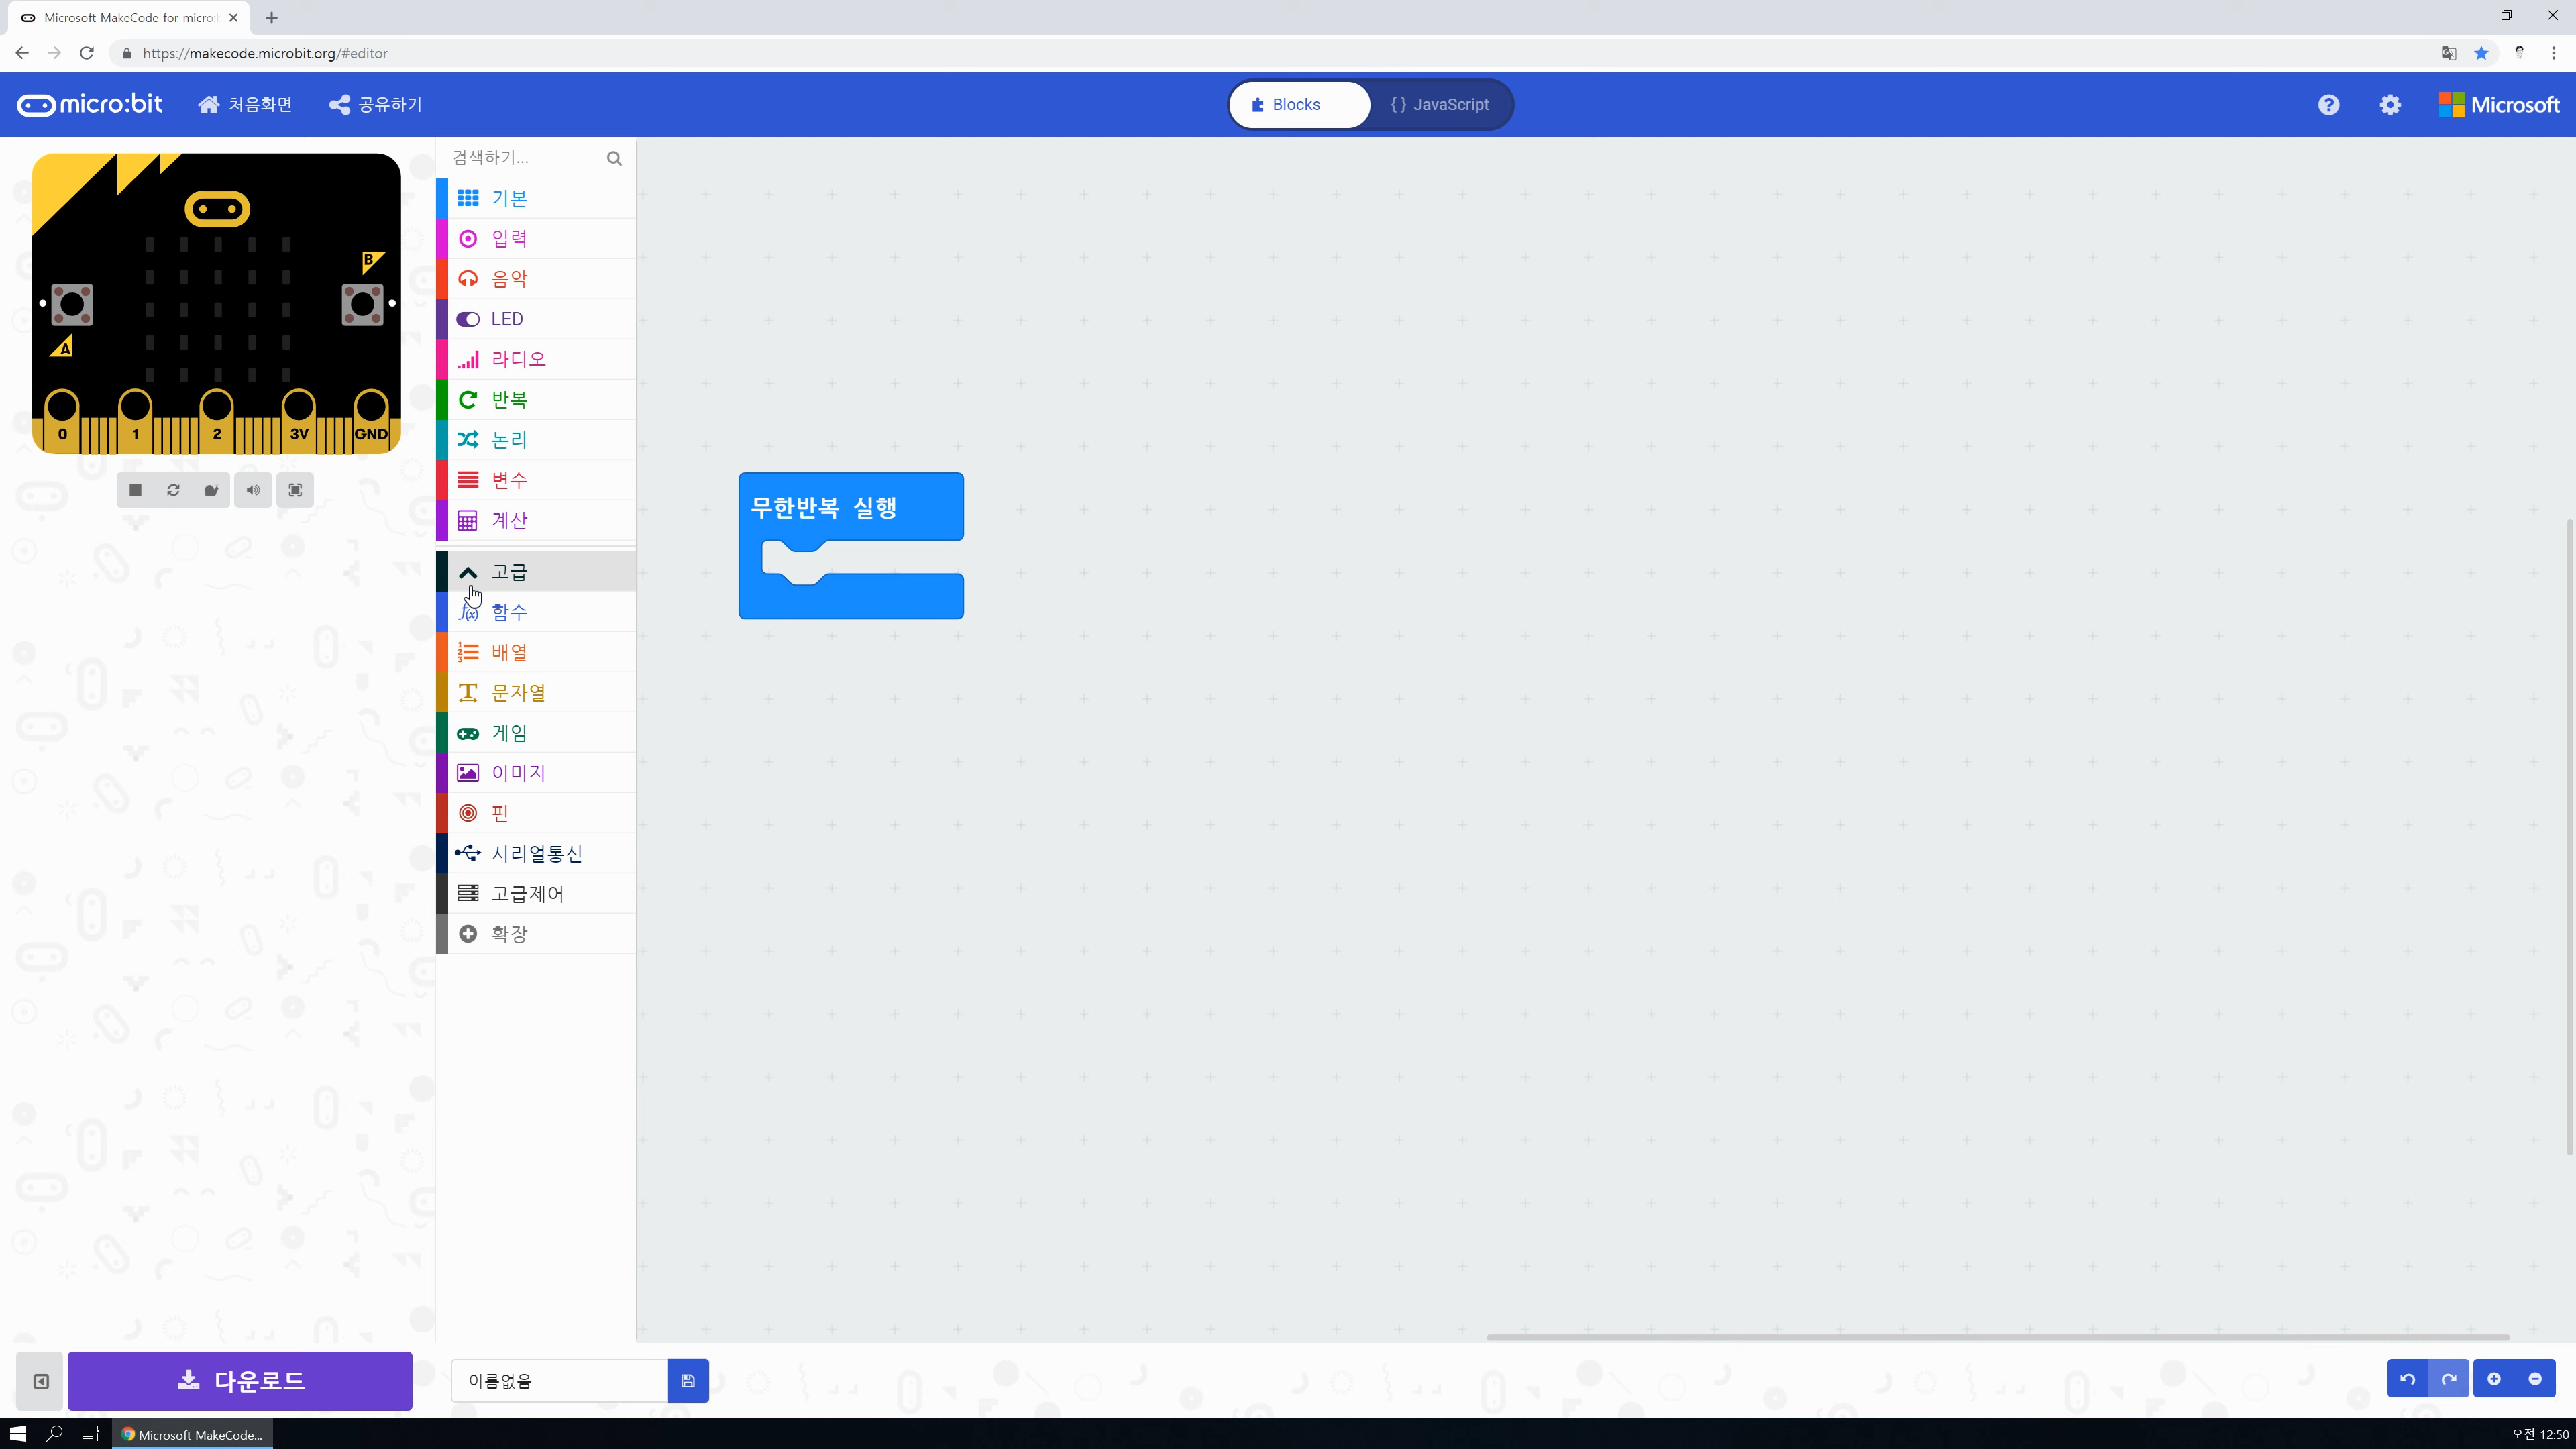 Microsoft MakeCode for micro:
https://makecode.microbit.org/#editor
micro:bit
처음화면
공유하기
Blocks
{ } JavaScript
Microsoft
검색하기...
기본
입력
음악
LED
라디오
반복
논리
변수
계산
고급
함수
배열
문자열
게임
이미지
핀
시리얼통신
고급제어
확장
B
A
0 1 2 3V GND
무한반복 실행
다운로드
이름없음
Microsoft MakeCode...
오전 12:50